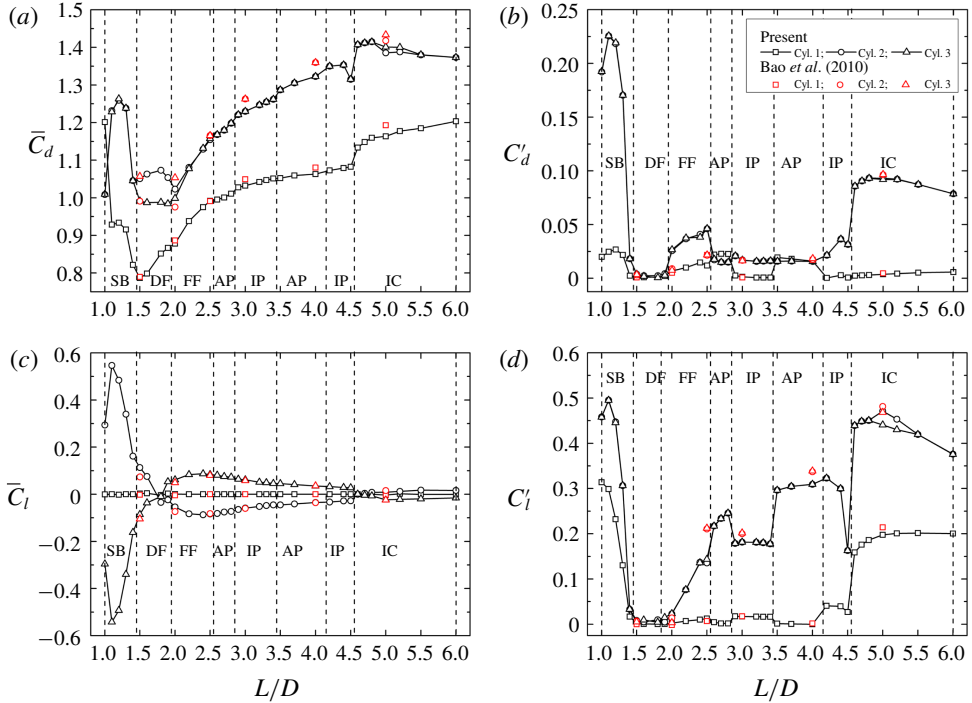 (a)
1.5
1.4
1.3
1.2
1.1
1.0
0.9
0.8
C̅d
SB DF FF AP IP AP IP IC
1.0 1.5 2.0 2.5 3.0 3.5 4.0 4.5 5.0 5.5 6.0
(b)
0.25
0.20
0.15
0.10
0.05
0
C′d
Present
Cyl. 1; Cyl. 2; Cyl. 3
Bao et al. (2010)
Cyl. 1; Cyl. 2; Cyl. 3
SB DF FF AP IP AP IP IC
1.0 1.5 2.0 2.5 3.0 3.5 4.0 4.5 5.0 5.5 6.0
(c)
0.6
0.4
0.2
0
−0.2
−0.4
−0.6
C̅l
SB DF FF AP IP AP IP IC
1.0 1.5 2.0 2.5 3.0 3.5 4.0 4.5 5.0 5.5 6.0
L/D
(d)
0.6
0.5
0.4
0.3
0.2
0.1
0
C′l
SB DF FF AP IP AP IP IC
1.0 1.5 2.0 2.5 3.0 3.5 4.0 4.5 5.0 5.5 6.0
L/D